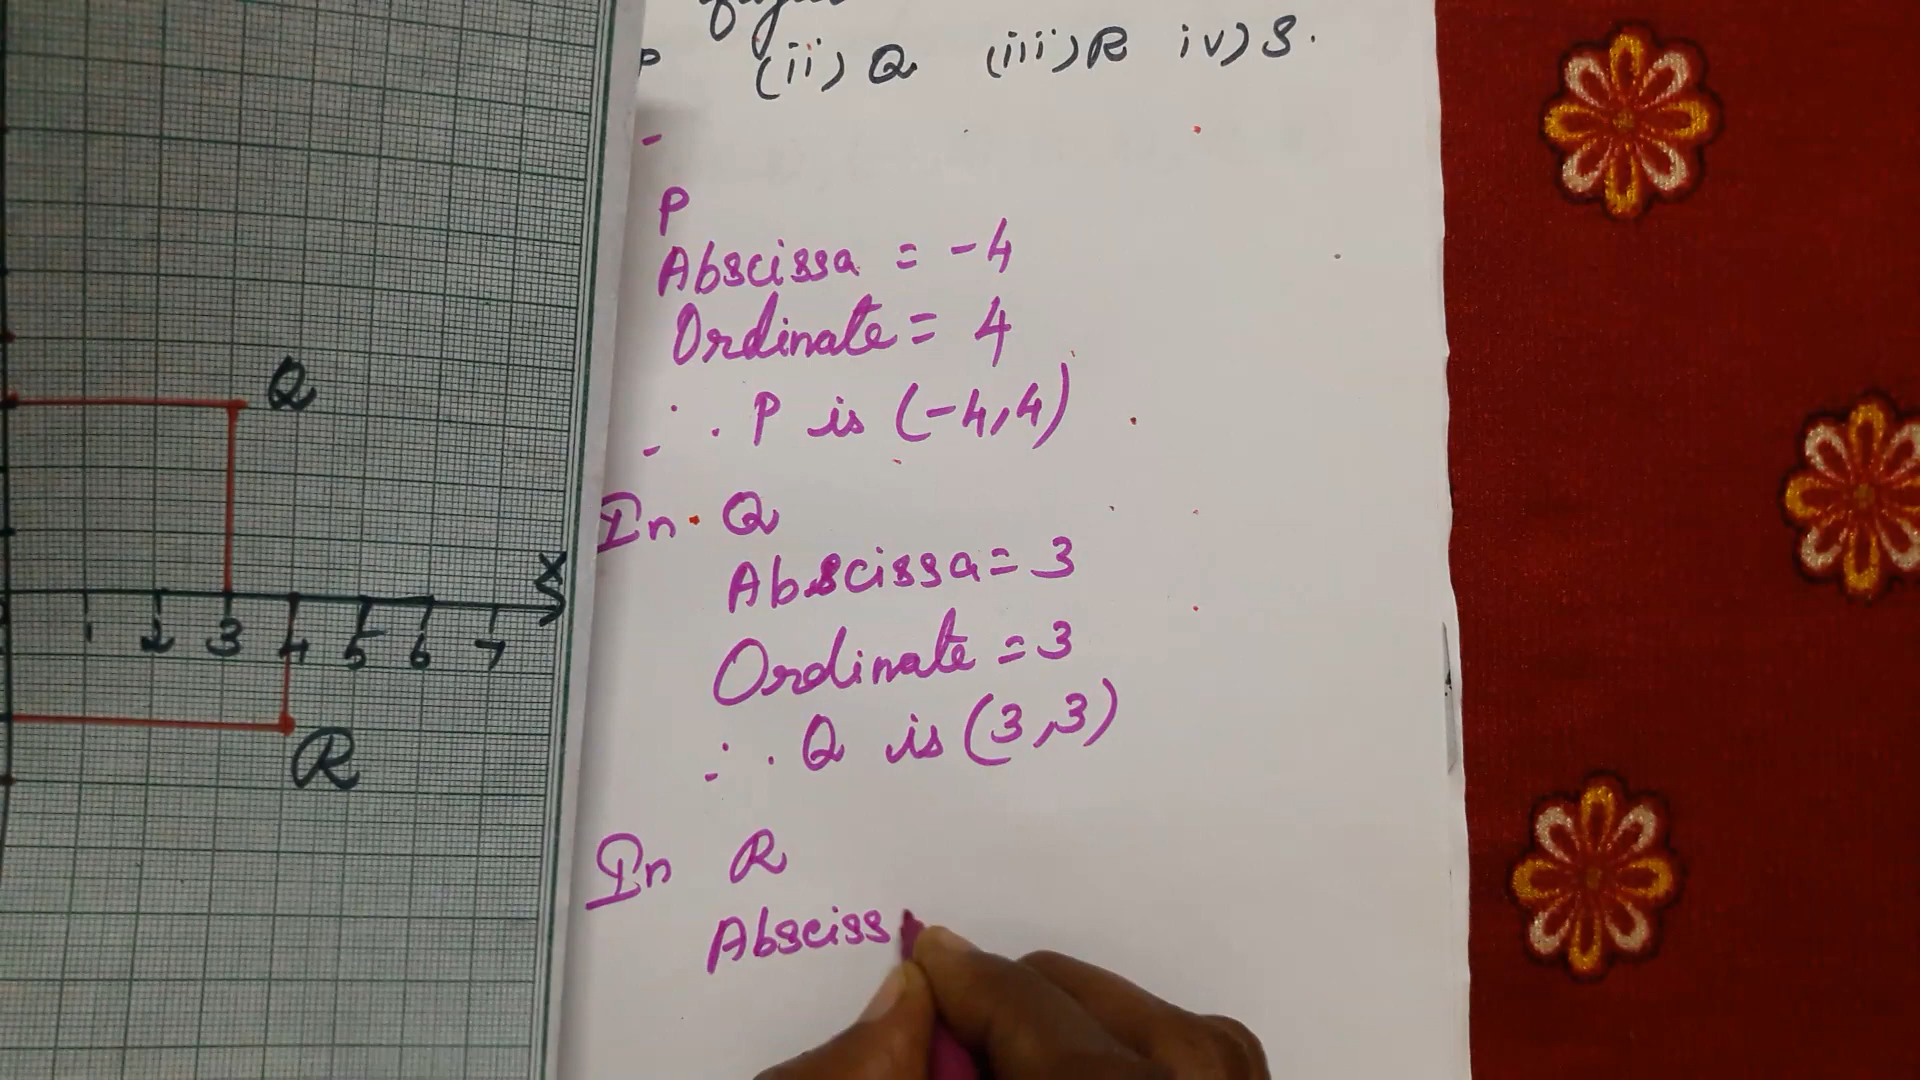 P (ii) Q (iii) R iv) S.
P
Abscissa = -4
Ordinate = 4
∴ P is (-4,4)
In Q
Abscissa = 3
Ordinate = 3
∴ Q is (3,3)
In R
Absciss
Q
X
1 2 3 4 5 6 7
R